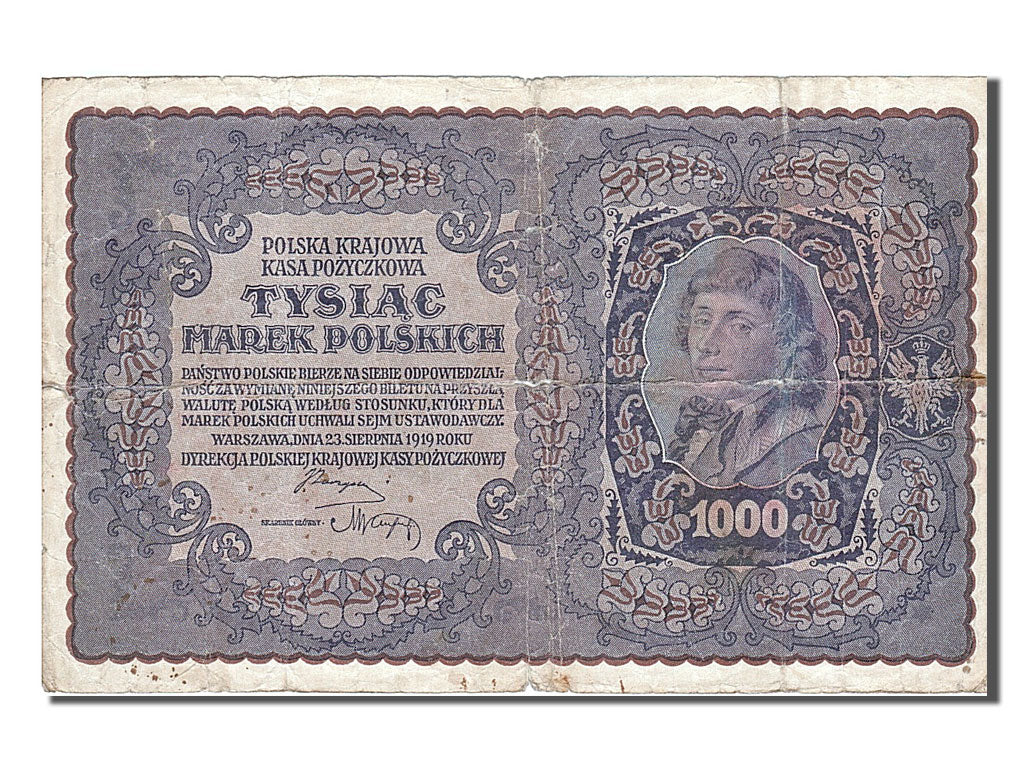 POLSKA KRAJOWA
KASA POŻYCZKOWA
TYSIĄC
MAREK POLSKICH
PAŃSTWO POLSKIE BIERZE NA SIEBIE ODPOWIEDZIAL:
NOŚĆ ZA WYMIANĘ NINIEJSZEGO BILETU NA PRZYSZŁĄ
WALUTĘ POLSKĄ WEDŁUG STOSUNKU, KTÓRY DLA
MAREK POLSKICH UCHWALI SEJM USTAWODAWCZY.
WARSZAWA, DNIA 23. SIERPNIA 1919 ROKU
DYREKCJA POLSKIEJ KRAJOWEJ KASY POŻYCZKOWEJ
SKARBNIK GŁÓWNY
1000